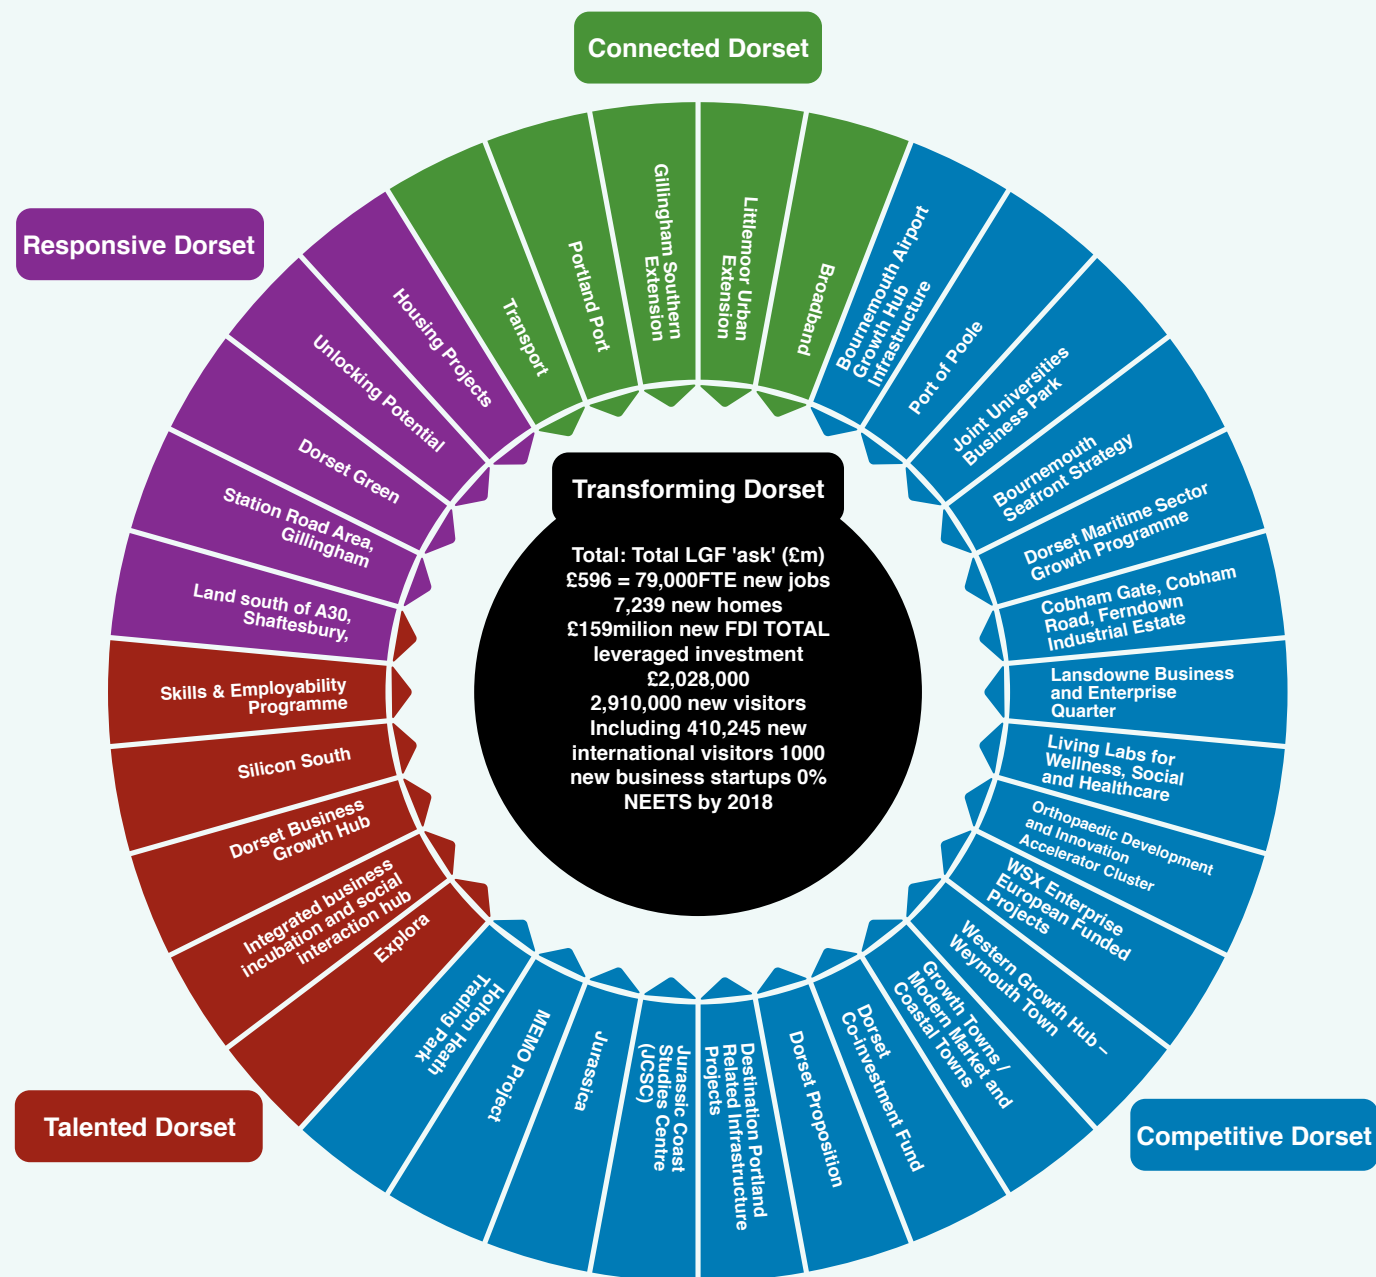 Connected Dorset
Responsive Dorset
Transport
Portland Port
Gillingham Southern
Extension
Littlemoor Urban
Extension
Broadband
Bournemouth Airport
Growth Hub
Infrastructure
Port of Poole
Joint Universities
Business Park
Bournemouth
Seafront Strategy
Dorset Maritime Sector
Growth Programme
Cobham Gate, Cobham
Road, Ferndown
Industrial Estate
Lansdowne Business
and Enterprise
Quarter
Living Labs for
Wellness, Social
and Healthcare
Orthopaedic Development
and Innovation
Accelerator Cluster
WSX Enterprise
European Funded
Projects
Western Growth Hub –
Weymouth Town
Growth Towns /
Modern Market and
Coastal Towns
Dorset
Co-investment Fund
Dorset Proposition
Destination Portland
Related Infrastructure
Projects
Jurassic Coast
Studies Centre
(JCSC)
Jurassica
MEMO Project
Holton Heath
Trading Park
Explora
Integrated business
incubation and social
interaction hub
Dorset Business
Growth Hub
Silicon South
Skills & Employability
Programme
Land south of A30,
Shaftesbury,
Station Road Area,
Gillingham
Dorset Green
Unlocking Potential
Housing Projects
Transforming Dorset
Total: Total LGF 'ask' (£m)
£596 = 79,000FTE new jobs
7,239 new homes
£159milion new FDI TOTAL
leveraged investment
£2,028,000
2,910,000 new visitors
Including 410,245 new
international visitors 1000
new business startups 0%
NEETS by 2018
Talented Dorset
Competitive Dorset